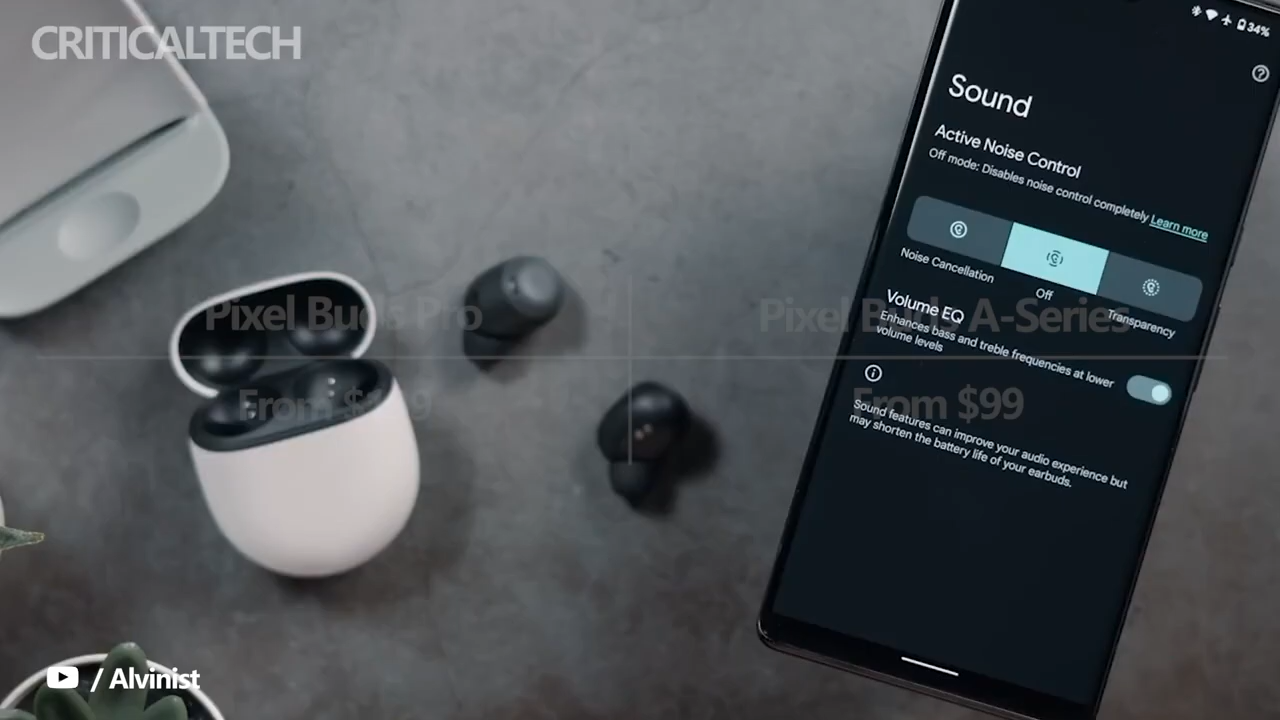 CRITICALTECH
34%
Sound
Active Noise Control
Off mode: Disables noise control completely Learn more
Noise Cancellation
Off
Transparency
Volume EQ
Enhances bass and treble frequencies at lower
volume levels
Sound features can improve your audio experience but
may shorten the battery life of your earbuds.
Pixel Buds Pro
Pixel Buds A-Series
From
From $99
/ Alvinist